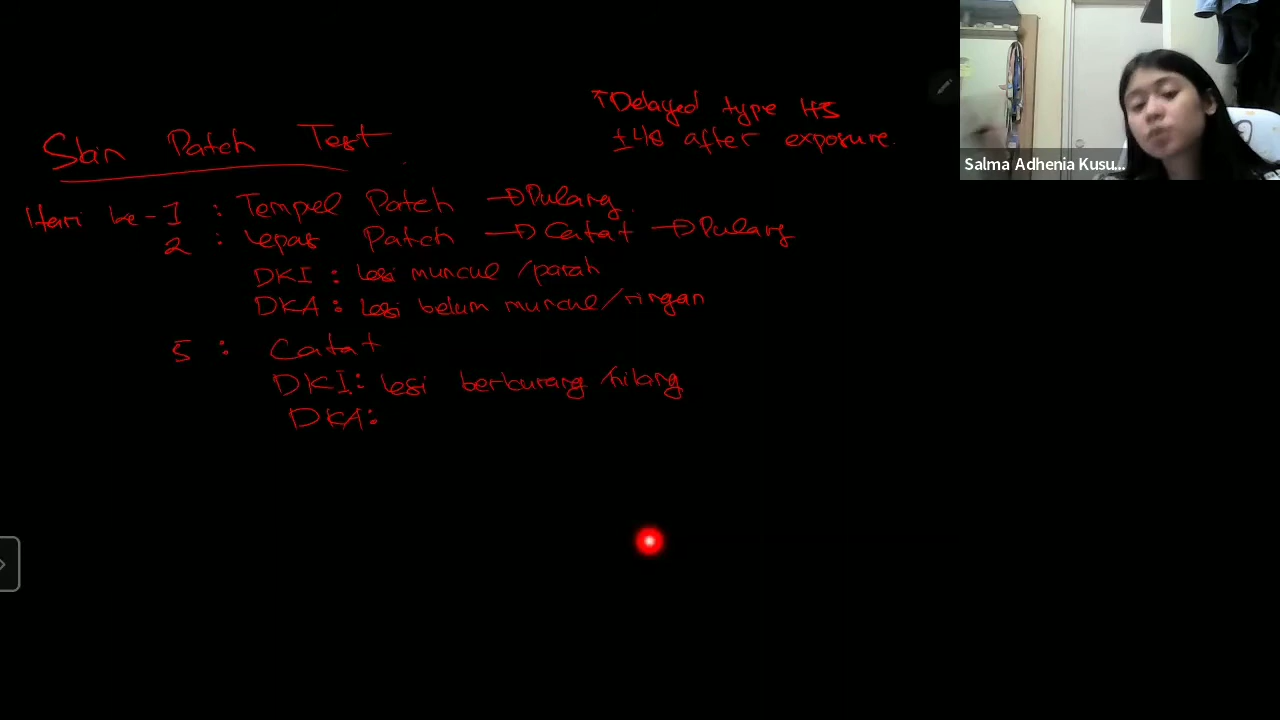 ↑Delayed type HS
±48 after exposure.
Skin Patch Test
Hari ke-1 : Tempel Patch → Pulang.
2 : Lepas Patch → Catat → Pulang
DKI : lesi muncul /parah
DKA : lesi belum muncul/ringan
5 : Catat
DKI: lesi berkurang /hilang
DKA:
Salma Adhenia Kusu...